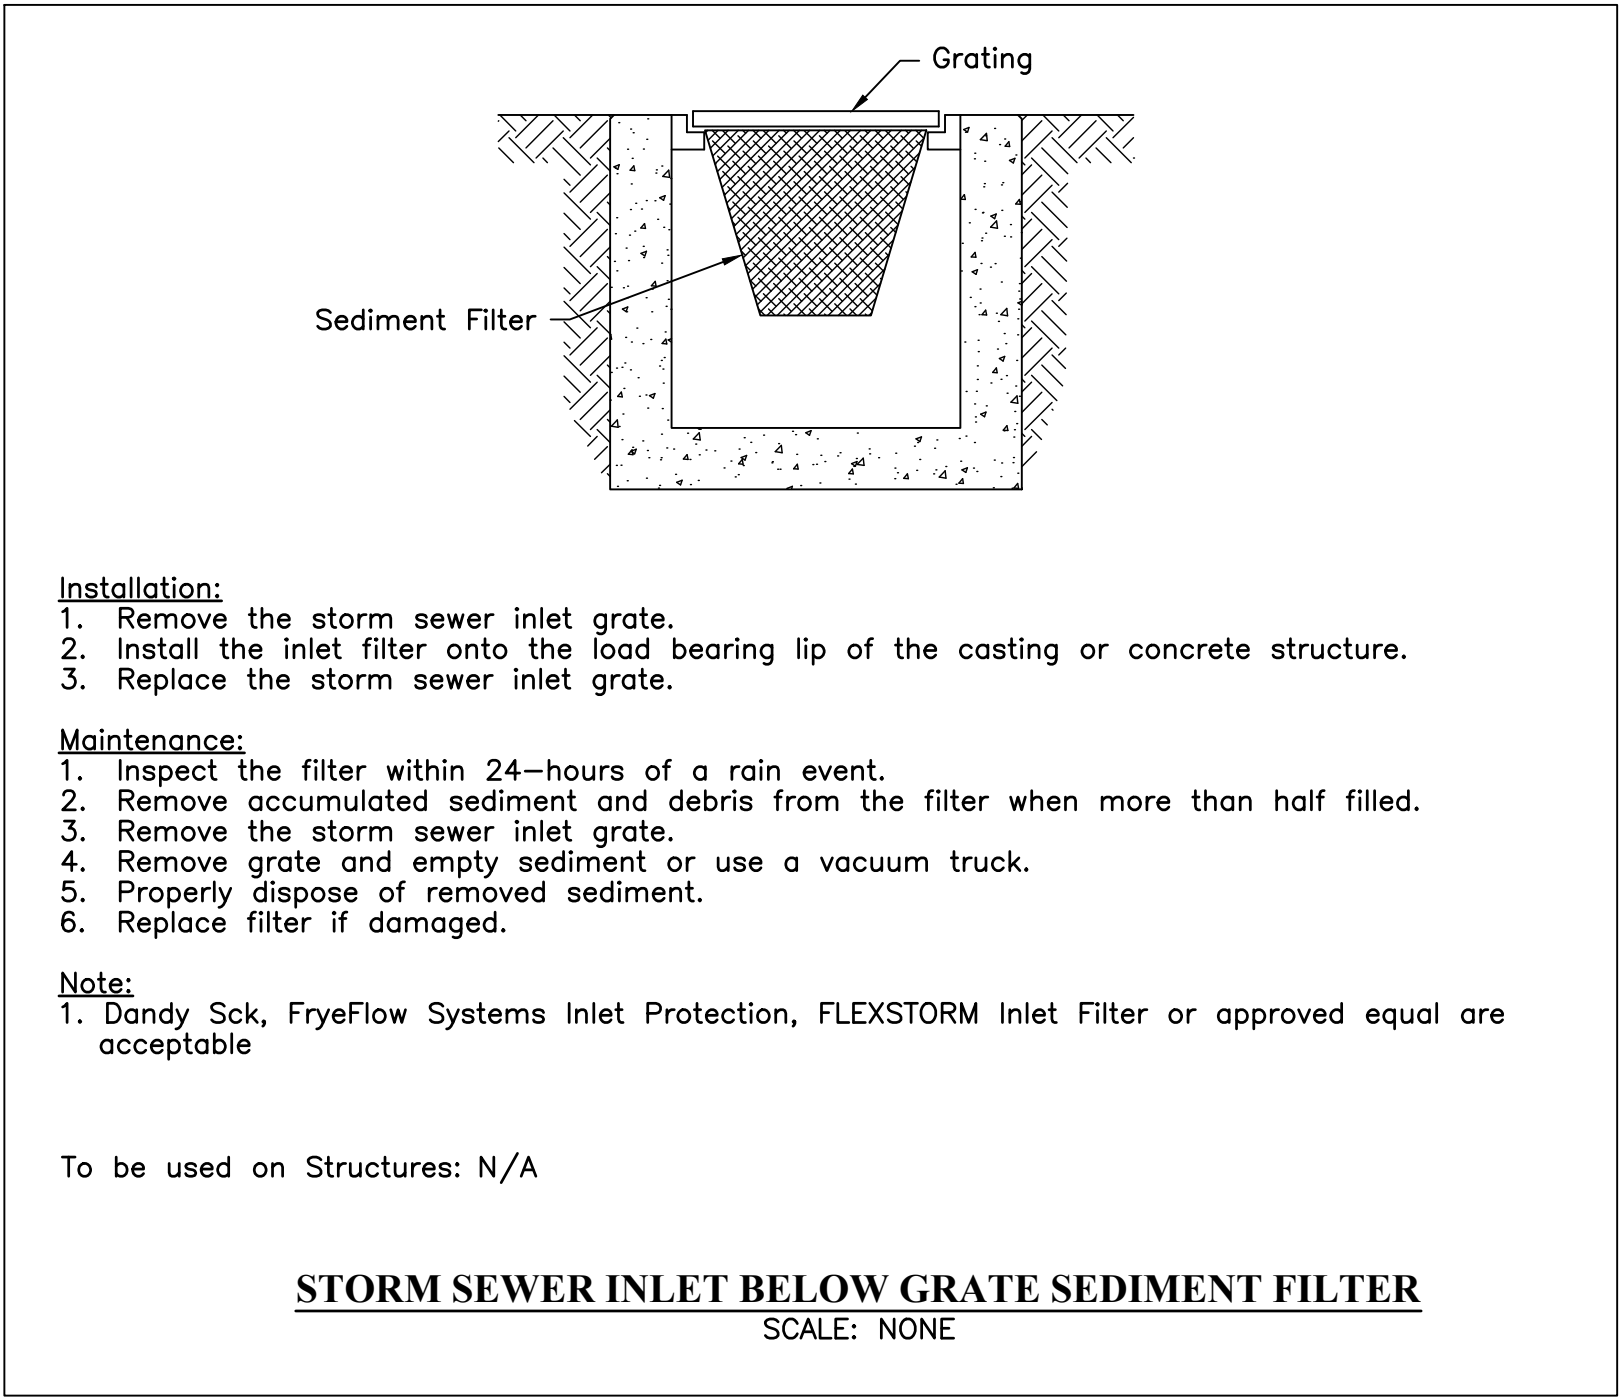 Grating
Sediment Filter
Installation:
1. Remove the storm sewer inlet grate.
2. Install the inlet filter onto the load bearing lip of the casting or concrete structure.
3. Replace the storm sewer inlet grate.
Maintenance:
1. Inspect the filter within 24-hours of a rain event.
2. Remove accumulated sediment and debris from the filter when more than half filled.
3. Remove the storm sewer inlet grate.
4. Remove grate and empty sediment or use a vacuum truck.
5. Properly dispose of removed sediment.
6. Replace filter if damaged.
Note:
1. Dandy Sck, FryeFlow Systems Inlet Protection, FLEXSTORM Inlet Filter or approved equal are
acceptable
To be used on Structures: N/A
STORM SEWER INLET BELOW GRATE SEDIMENT FILTER
SCALE: NONE